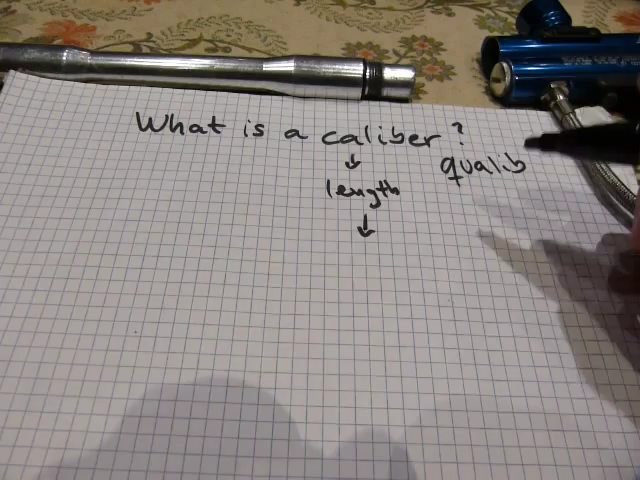 What is a caliber?
qualib
↓
length
↓